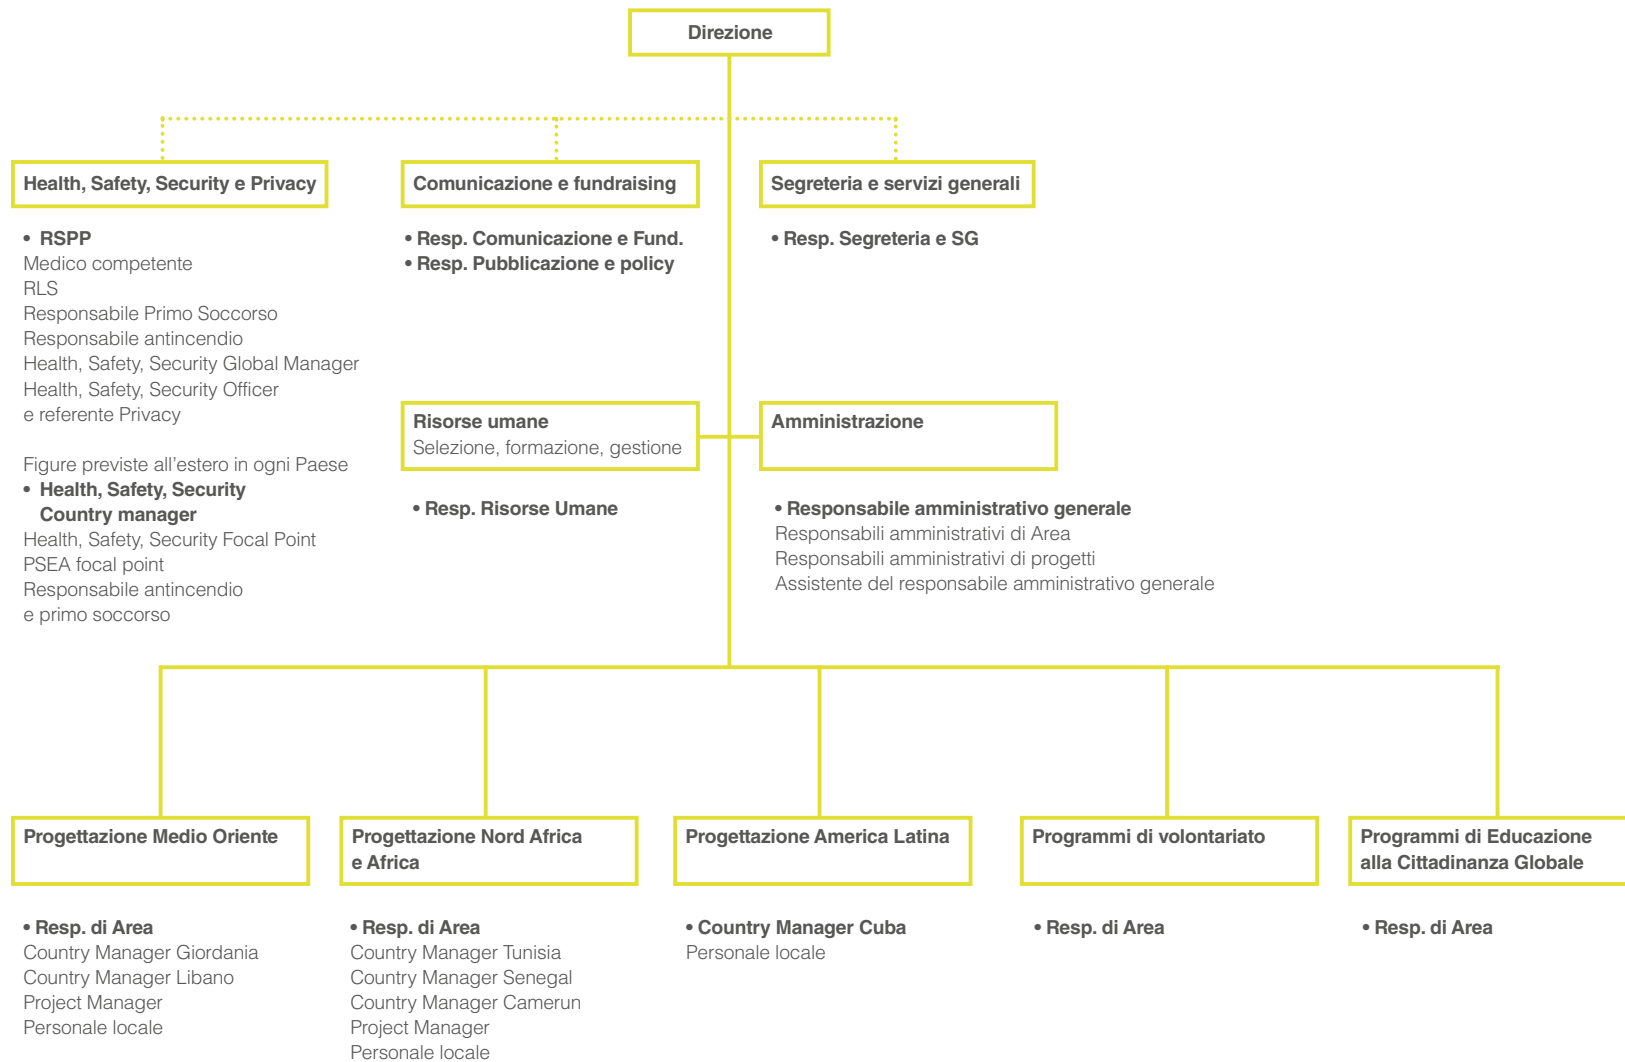 Direzione
Health, Safety, Security e Privacy
• RSPP
Medico competente
RLS
Responsabile Primo Soccorso
Responsabile antincendio
Health, Safety, Security Global Manager
Health, Safety, Security Officer
e referente Privacy
Figure previste all'estero in ogni Paese
• Health, Safety, Security
Country manager
Health, Safety, Security Focal Point
PSEA focal point
Responsabile antincendio
e primo soccorso
Comunicazione e fundraising
• Resp. Comunicazione e Fund.
• Resp. Pubblicazione e policy
Segreteria e servizi generali
• Resp. Segreteria e SG
Risorse umane
Selezione, formazione, gestione
• Resp. Risorse Umane
Amministrazione
• Responsabile amministrativo generale
Responsabili amministrativi di Area
Responsabili amministrativi di progetti
Assistente del responsabile amministrativo generale
Progettazione Medio Oriente
• Resp. di Area
Country Manager Giordania
Country Manager Libano
Project Manager
Personale locale
Progettazione Nord Africa
e Africa
• Resp. di Area
Country Manager Tunisia
Country Manager Senegal
Country Manager Camerun
Project Manager
Personale locale
Progettazione America Latina
• Country Manager Cuba
Personale locale
Programmi di volontariato
• Resp. di Area
Programmi di Educazione
alla Cittadinanza Globale
• Resp. di Area